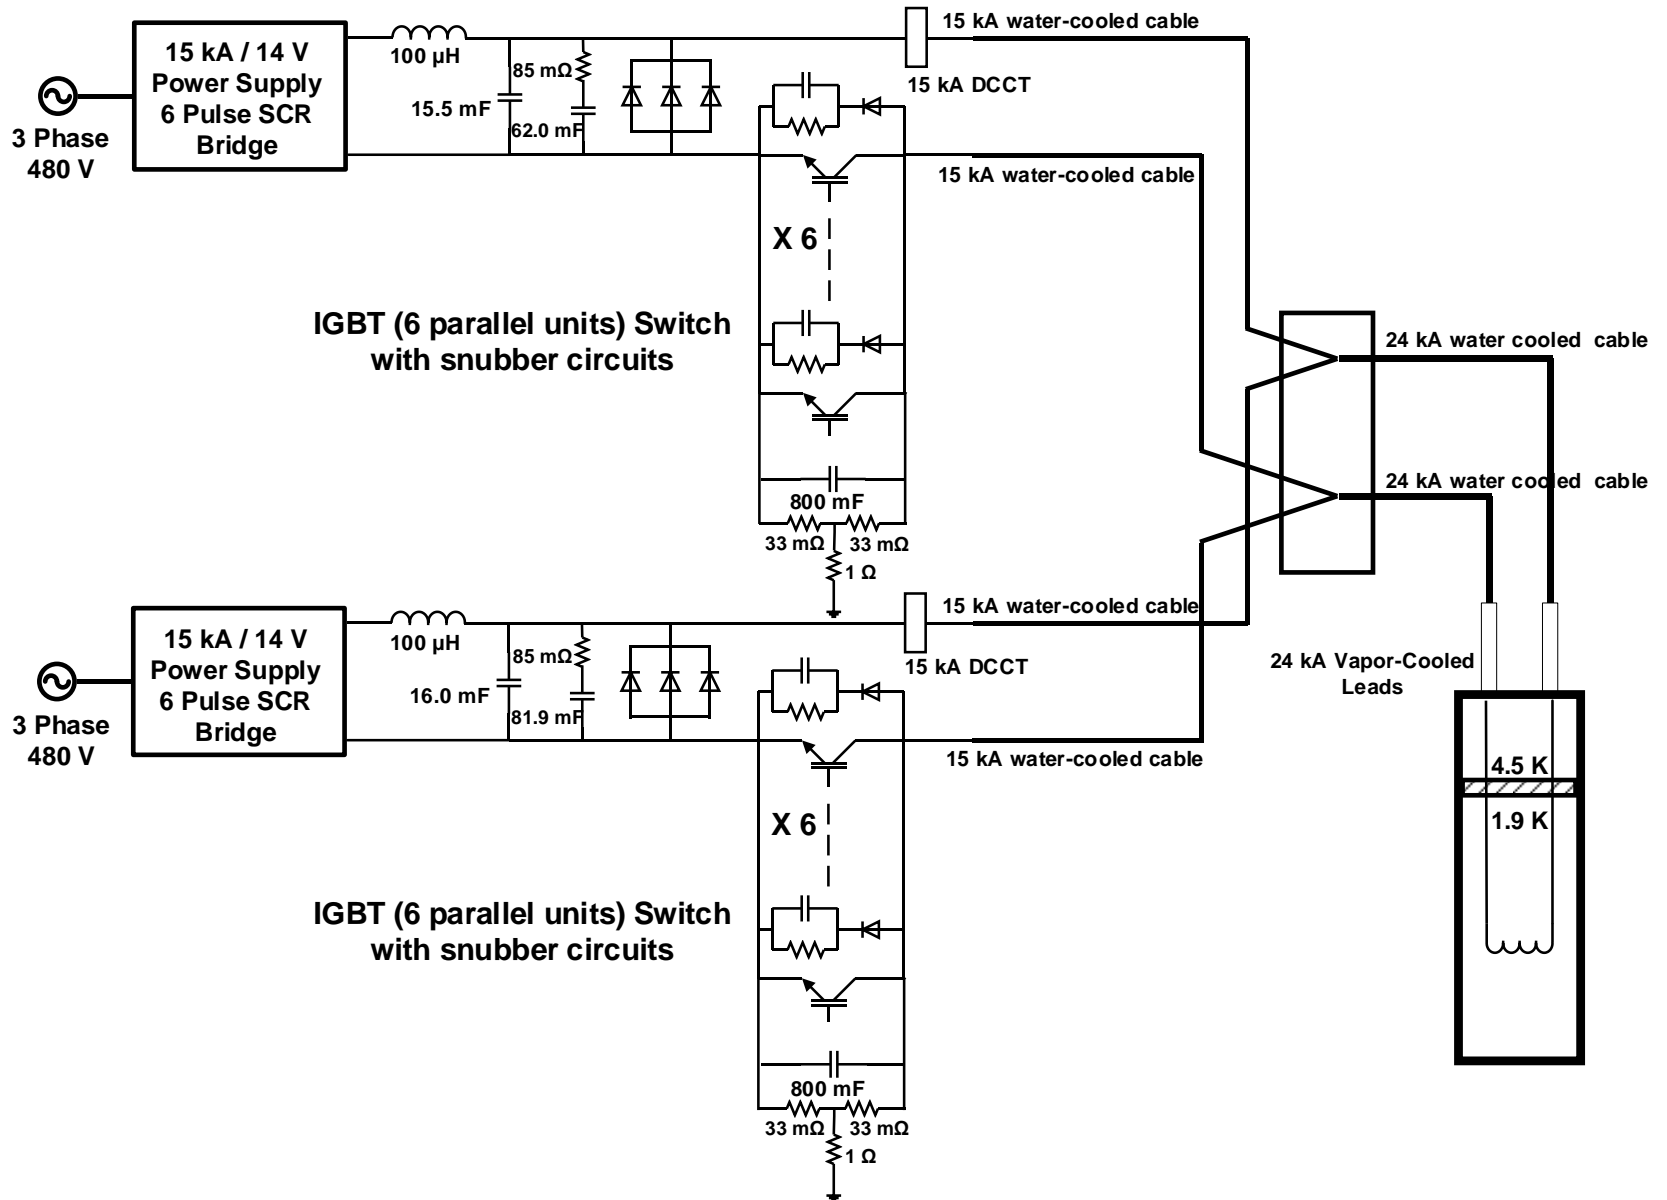 15 kA water-cooled cable
15 kA / 14 V
Power Supply
6 Pulse SCR
Bridge
3 Phase
480 V
100 µH
85 mΩ
15.5 mF
62.0 mF
15 kA DCCT
15 kA water-cooled cable
X 6
IGBT (6 parallel units) Switch
with snubber circuits
800 mF
33 mΩ 33 mΩ
1 Ω
24 kA water cooled cable
24 kA water cooled cable
15 kA water-cooled cable
15 kA / 14 V
Power Supply
6 Pulse SCR
Bridge
3 Phase
480 V
100 µH
85 mΩ
16.0 mF
81.9 mF
15 kA DCCT
15 kA water-cooled cable
24 kA Vapor-Cooled
Leads
4.5 K
1.9 K
X 6
IGBT (6 parallel units) Switch
with snubber circuits
800 mF
33 mΩ 33 mΩ
1 Ω